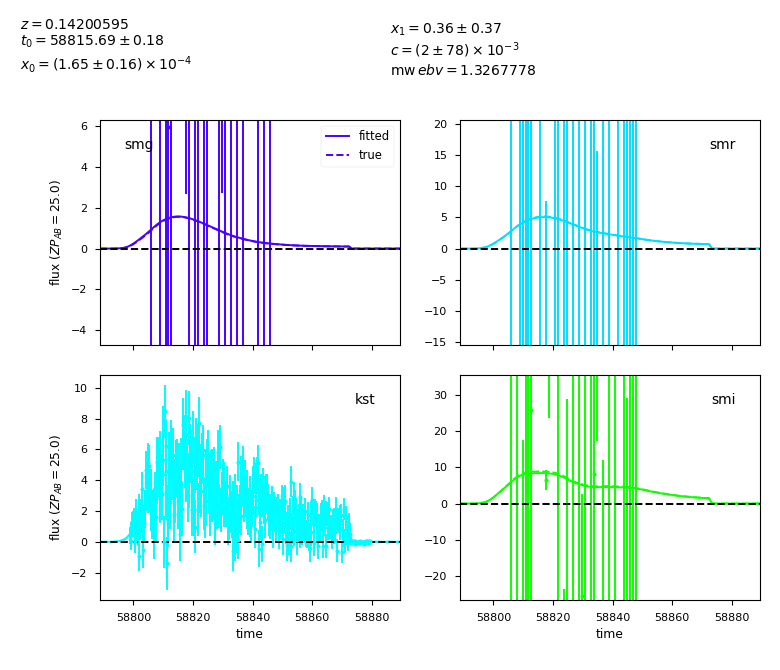 z = 0.14200595
t₀ = 58815.69 ± 0.18
x₀ = (1.65 ± 0.16) × 10⁻⁴
x₁ = 0.36 ± 0.37
c = (2 ± 78) × 10⁻³
mw ebv = 1.3267778
6
4
2
0
−2
−4
flux (ZP_AB = 25.0)
smg
fitted
true
20
15
10
5
0
−5
−10
−15
smr
10
8
6
4
2
0
−2
flux (ZP_AB = 25.0)
kst
58800 58820 58840 58860 58880
time
30
20
10
0
−10
−20
smi
58800 58820 58840 58860 58880
time